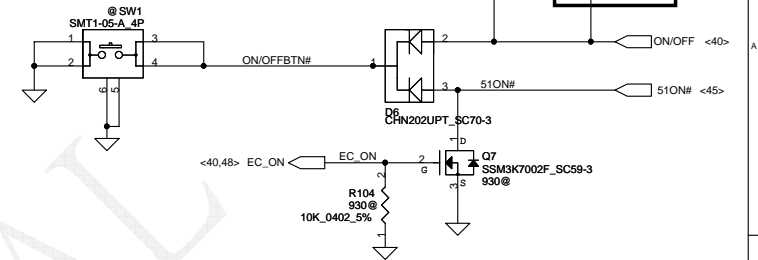 @ SW1
SMT1-05-A_4P
1
3
2
4
6
5
ON/OFFBTN#
1
2
ON/OFF <40>
A
3
51ON#
51ON# <45>
D6
CHN202UPT_SC70-3
1
D
<40,48> EC_ON
EC_ON
2
G
Q7
SSM3K7002F_SC59-3
930@
3
S
2
R104
930@
10K_0402_5%
1